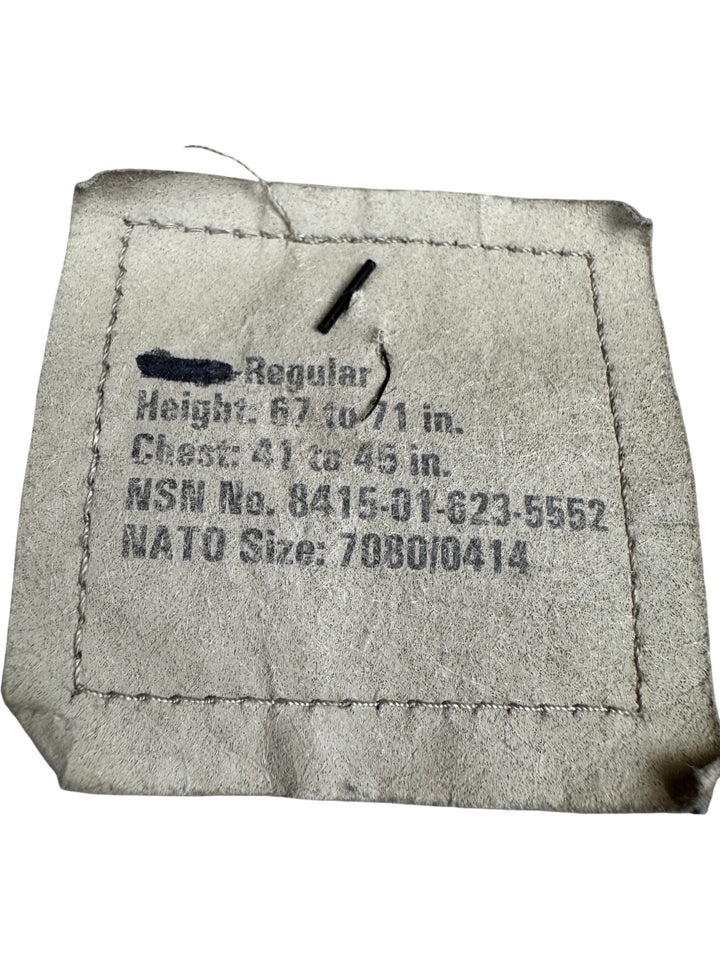 -Regular
Height: 67 to 71 in.
Chest: 41 to 45 in.
NSN No. 8415-01-623-5552
NATO Size: 7080/0414